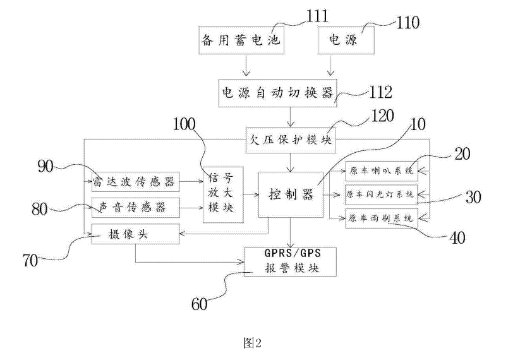 111
110
备用蓄电池
电源
电源自动切换器
112
120
欠压保护模块
10
100
20
90
雷达波传感器
信号
放大
模块
控制器
原车喇叭系统
80
声音传感器
原车闪光灯系统
30
70
摄像头
原车雨刷系统
40
GPRS/GPS
报警模块
60
图2